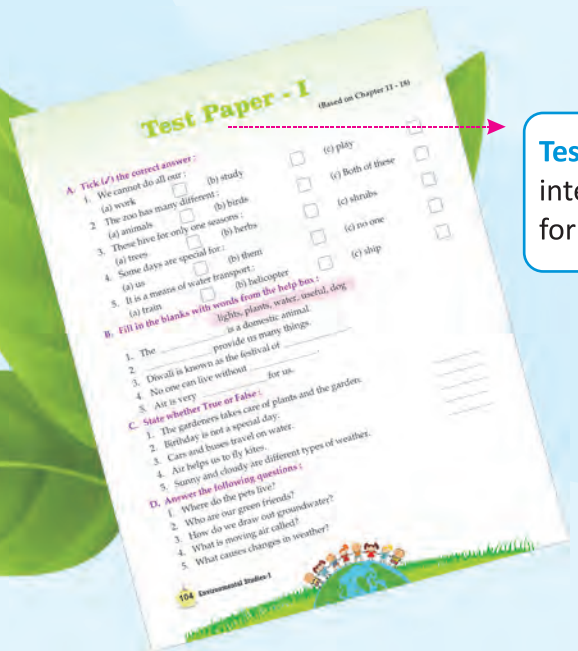 Test Paper - I
(Based on Chapter 11 - 18)
A. Tick (✓) the correct answer :
1. We cannot do all our :
(a) work (b) study (c) play
2 The zoo has many different :
(a) animals (b) birds (c) Both of these
3. These hive for only one seasons :
(a) trees (b) herbs (c) shrubs
4. Some days are special for :
(a) us (b) them (c) no one
5. It is a means of water transport :
(a) train (b) helicopter (c) ship
B. Fill in the blanks with words from the help box :
lights, plants, water, useful, dog
1. The ____________ is a domestic animal.
2. ____________ provide us many things.
3. Diwali is known as the festival of ____________
4. No one can live without ____________.
5. Air is very ____________ for us.
C. State whether True or False :
1. The gardeners takes care of plants and the garden.
2. Birthday is not a special day.
3. Cars and buses travel on water.
4. Air helps us to fly kites.
5. Sunny and cloudy are different types of weather.
D. Answer the following questions :
1. Where do the pets live?
2. Who are our green friends?
3. How do we draw out groundwater?
4. What is moving air called?
5. What causes changes in weather?
104 Environmental Studies-1
Tes
inte
for